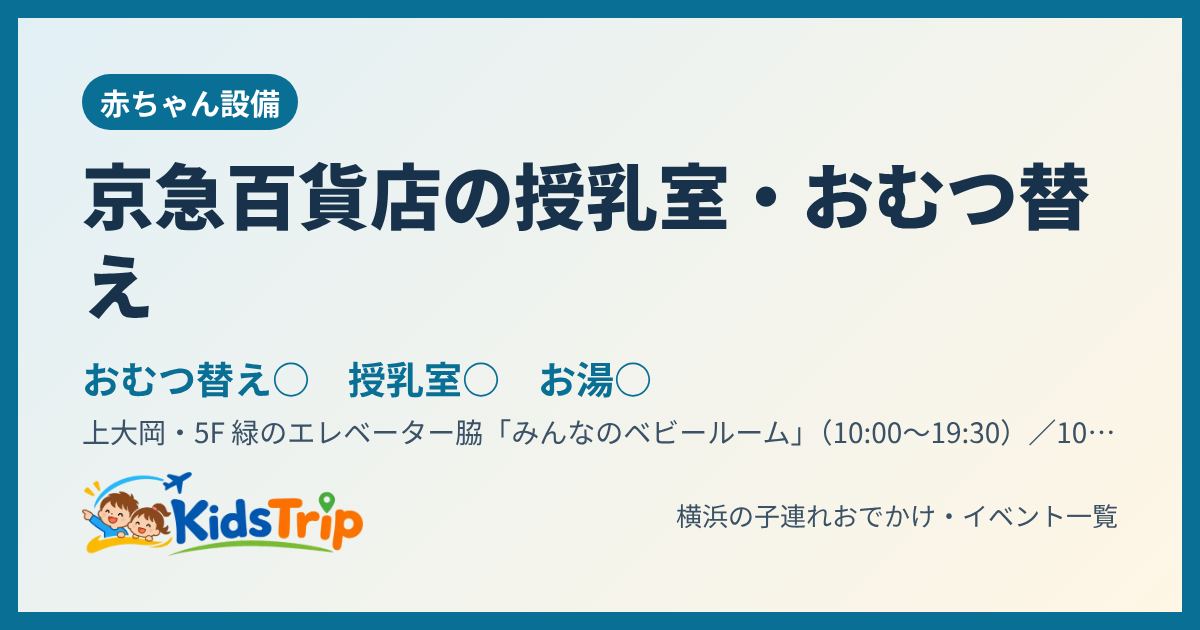 赤ちゃん設備
京急百貨店の授乳室・おむつ替
え
おむつ替え○　授乳室○　お湯○
上大岡・5F 緑のエレベーター脇「みんなのベビールーム」（10:00〜19:30）／10…
KidsTrip
横浜の子連れおでかけ・イベント一覧